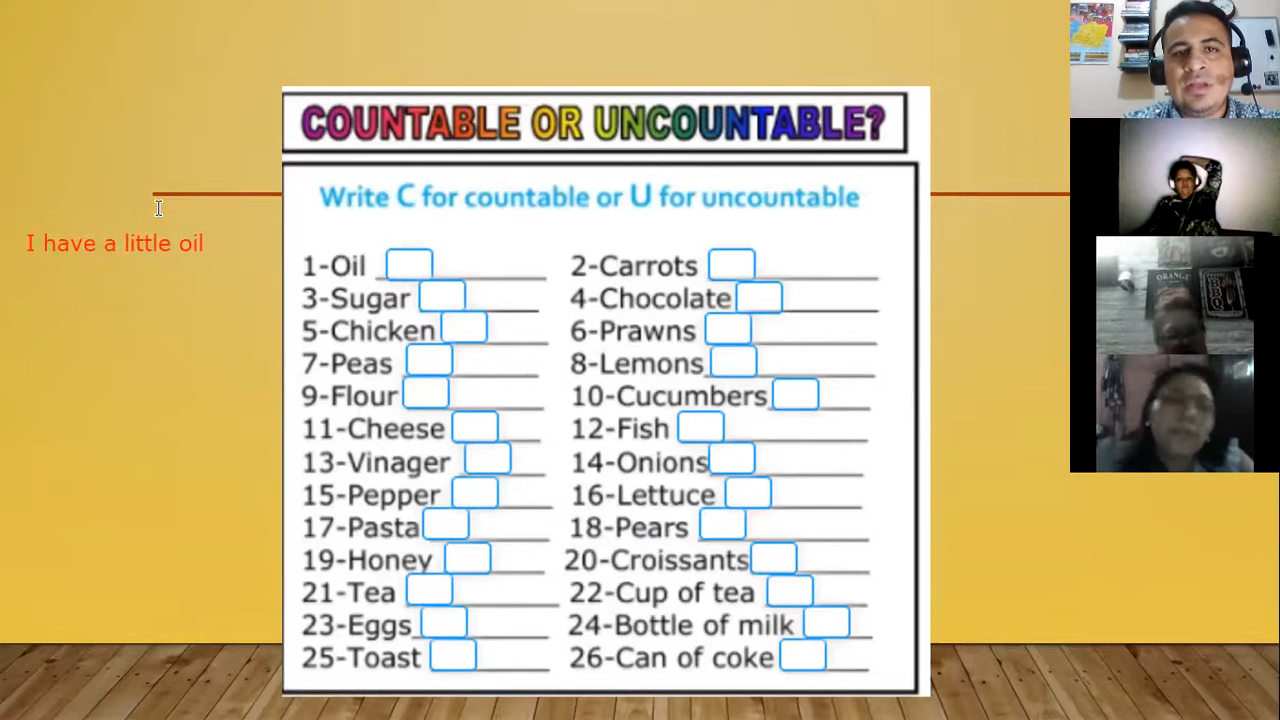 COUNTABLE OR UNCOUNTABLE?
Write C for countable or U for uncountable
I have a little oil
1-Oil
2-Carrots
3-Sugar
4-Chocolate
5-Chicken
6-Prawns
7-Peas
8-Lemons
9-Flour
10-Cucumbers
11-Cheese
12-Fish
13-Vinager
14-Onions
15-Pepper
16-Lettuce
17-Pasta
18-Pears
19-Honey
20-Croissants
21-Tea
22-Cup of tea
23-Eggs
24-Bottle of milk
25-Toast
26-Can of coke
ORANGE
BBQ